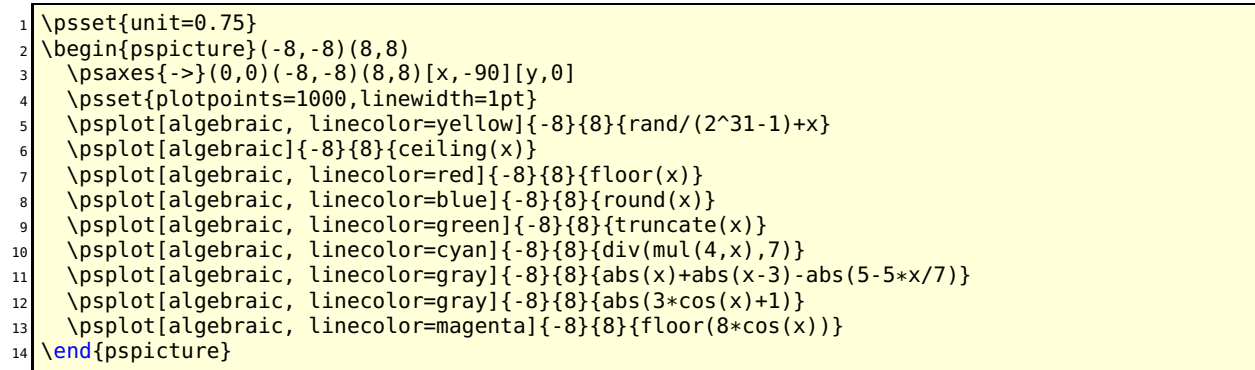 1 \psset{unit=0.75}
2 \begin{pspicture}(-8,-8)(8,8)
3   \psaxes{->}(0,0)(-8,-8)(8,8)[x,-90][y,0]
4   \psset{plotpoints=1000,linewidth=1pt}
5   \psplot[algebraic, linecolor=yellow]{-8}{8}{rand/(2^31-1)+x}
6   \psplot[algebraic]{-8}{8}{ceiling(x)}
7   \psplot[algebraic, linecolor=red]{-8}{8}{floor(x)}
8   \psplot[algebraic, linecolor=blue]{-8}{8}{round(x)}
9   \psplot[algebraic, linecolor=green]{-8}{8}{truncate(x)}
10   \psplot[algebraic, linecolor=cyan]{-8}{8}{div(mul(4,x),7)}
11   \psplot[algebraic, linecolor=gray]{-8}{8}{abs(x)+abs(x-3)-abs(5-5*x/7)}
12   \psplot[algebraic, linecolor=gray]{-8}{8}{abs(3*cos(x)+1)}
13   \psplot[algebraic, linecolor=magenta]{-8}{8}{floor(8*cos(x))}
14 \end{pspicture}